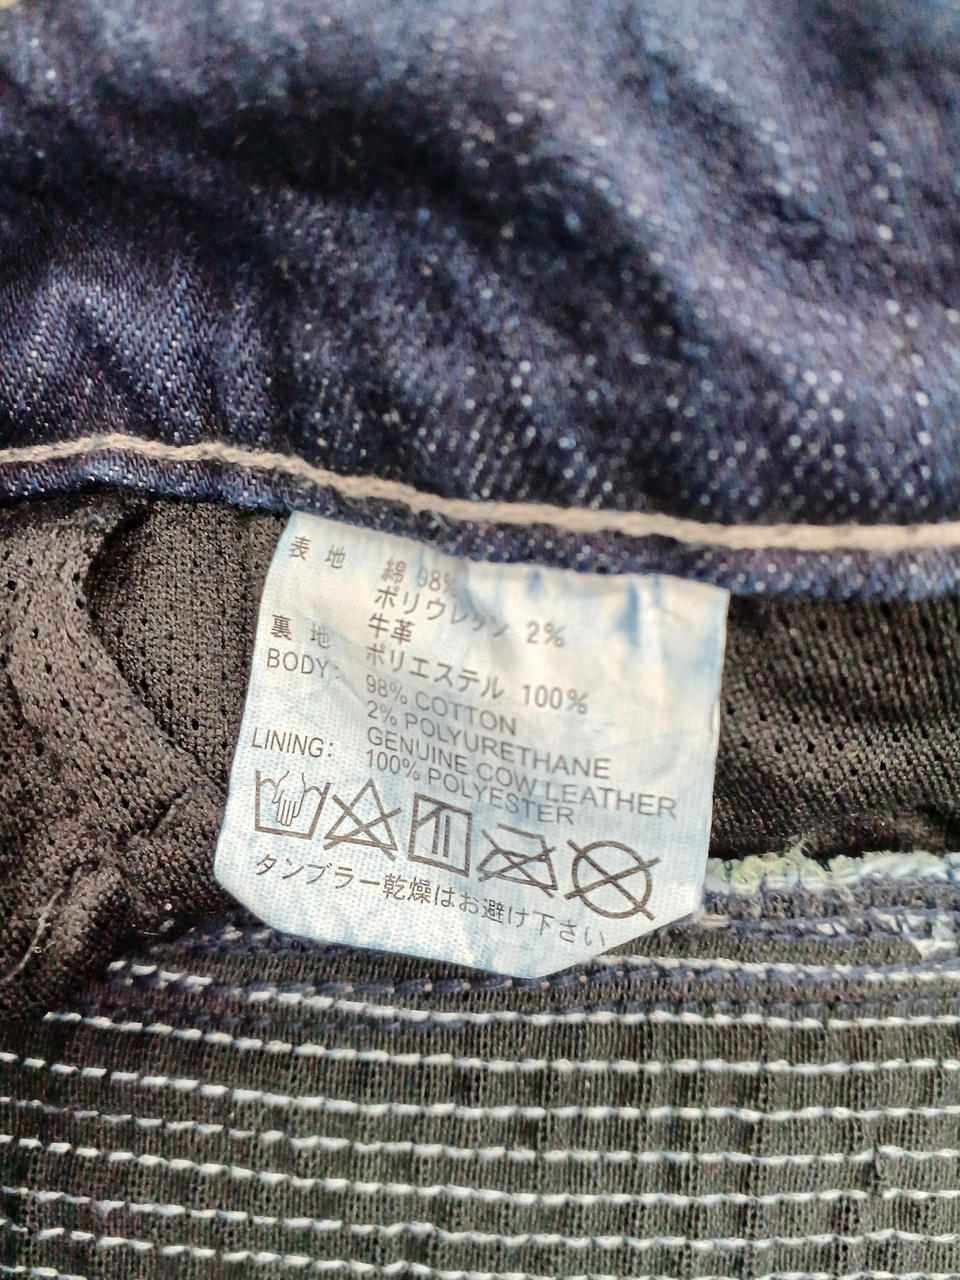 表地 綿 98%
ポリウレタン 2%
牛革
裏地 ポリエステル 100%
BODY: 98% COTTON
2% POLYURETHANE
GENUINE COW LEATHER
LINING: 100% POLYESTER
タンブラー乾燥はお避け下さい